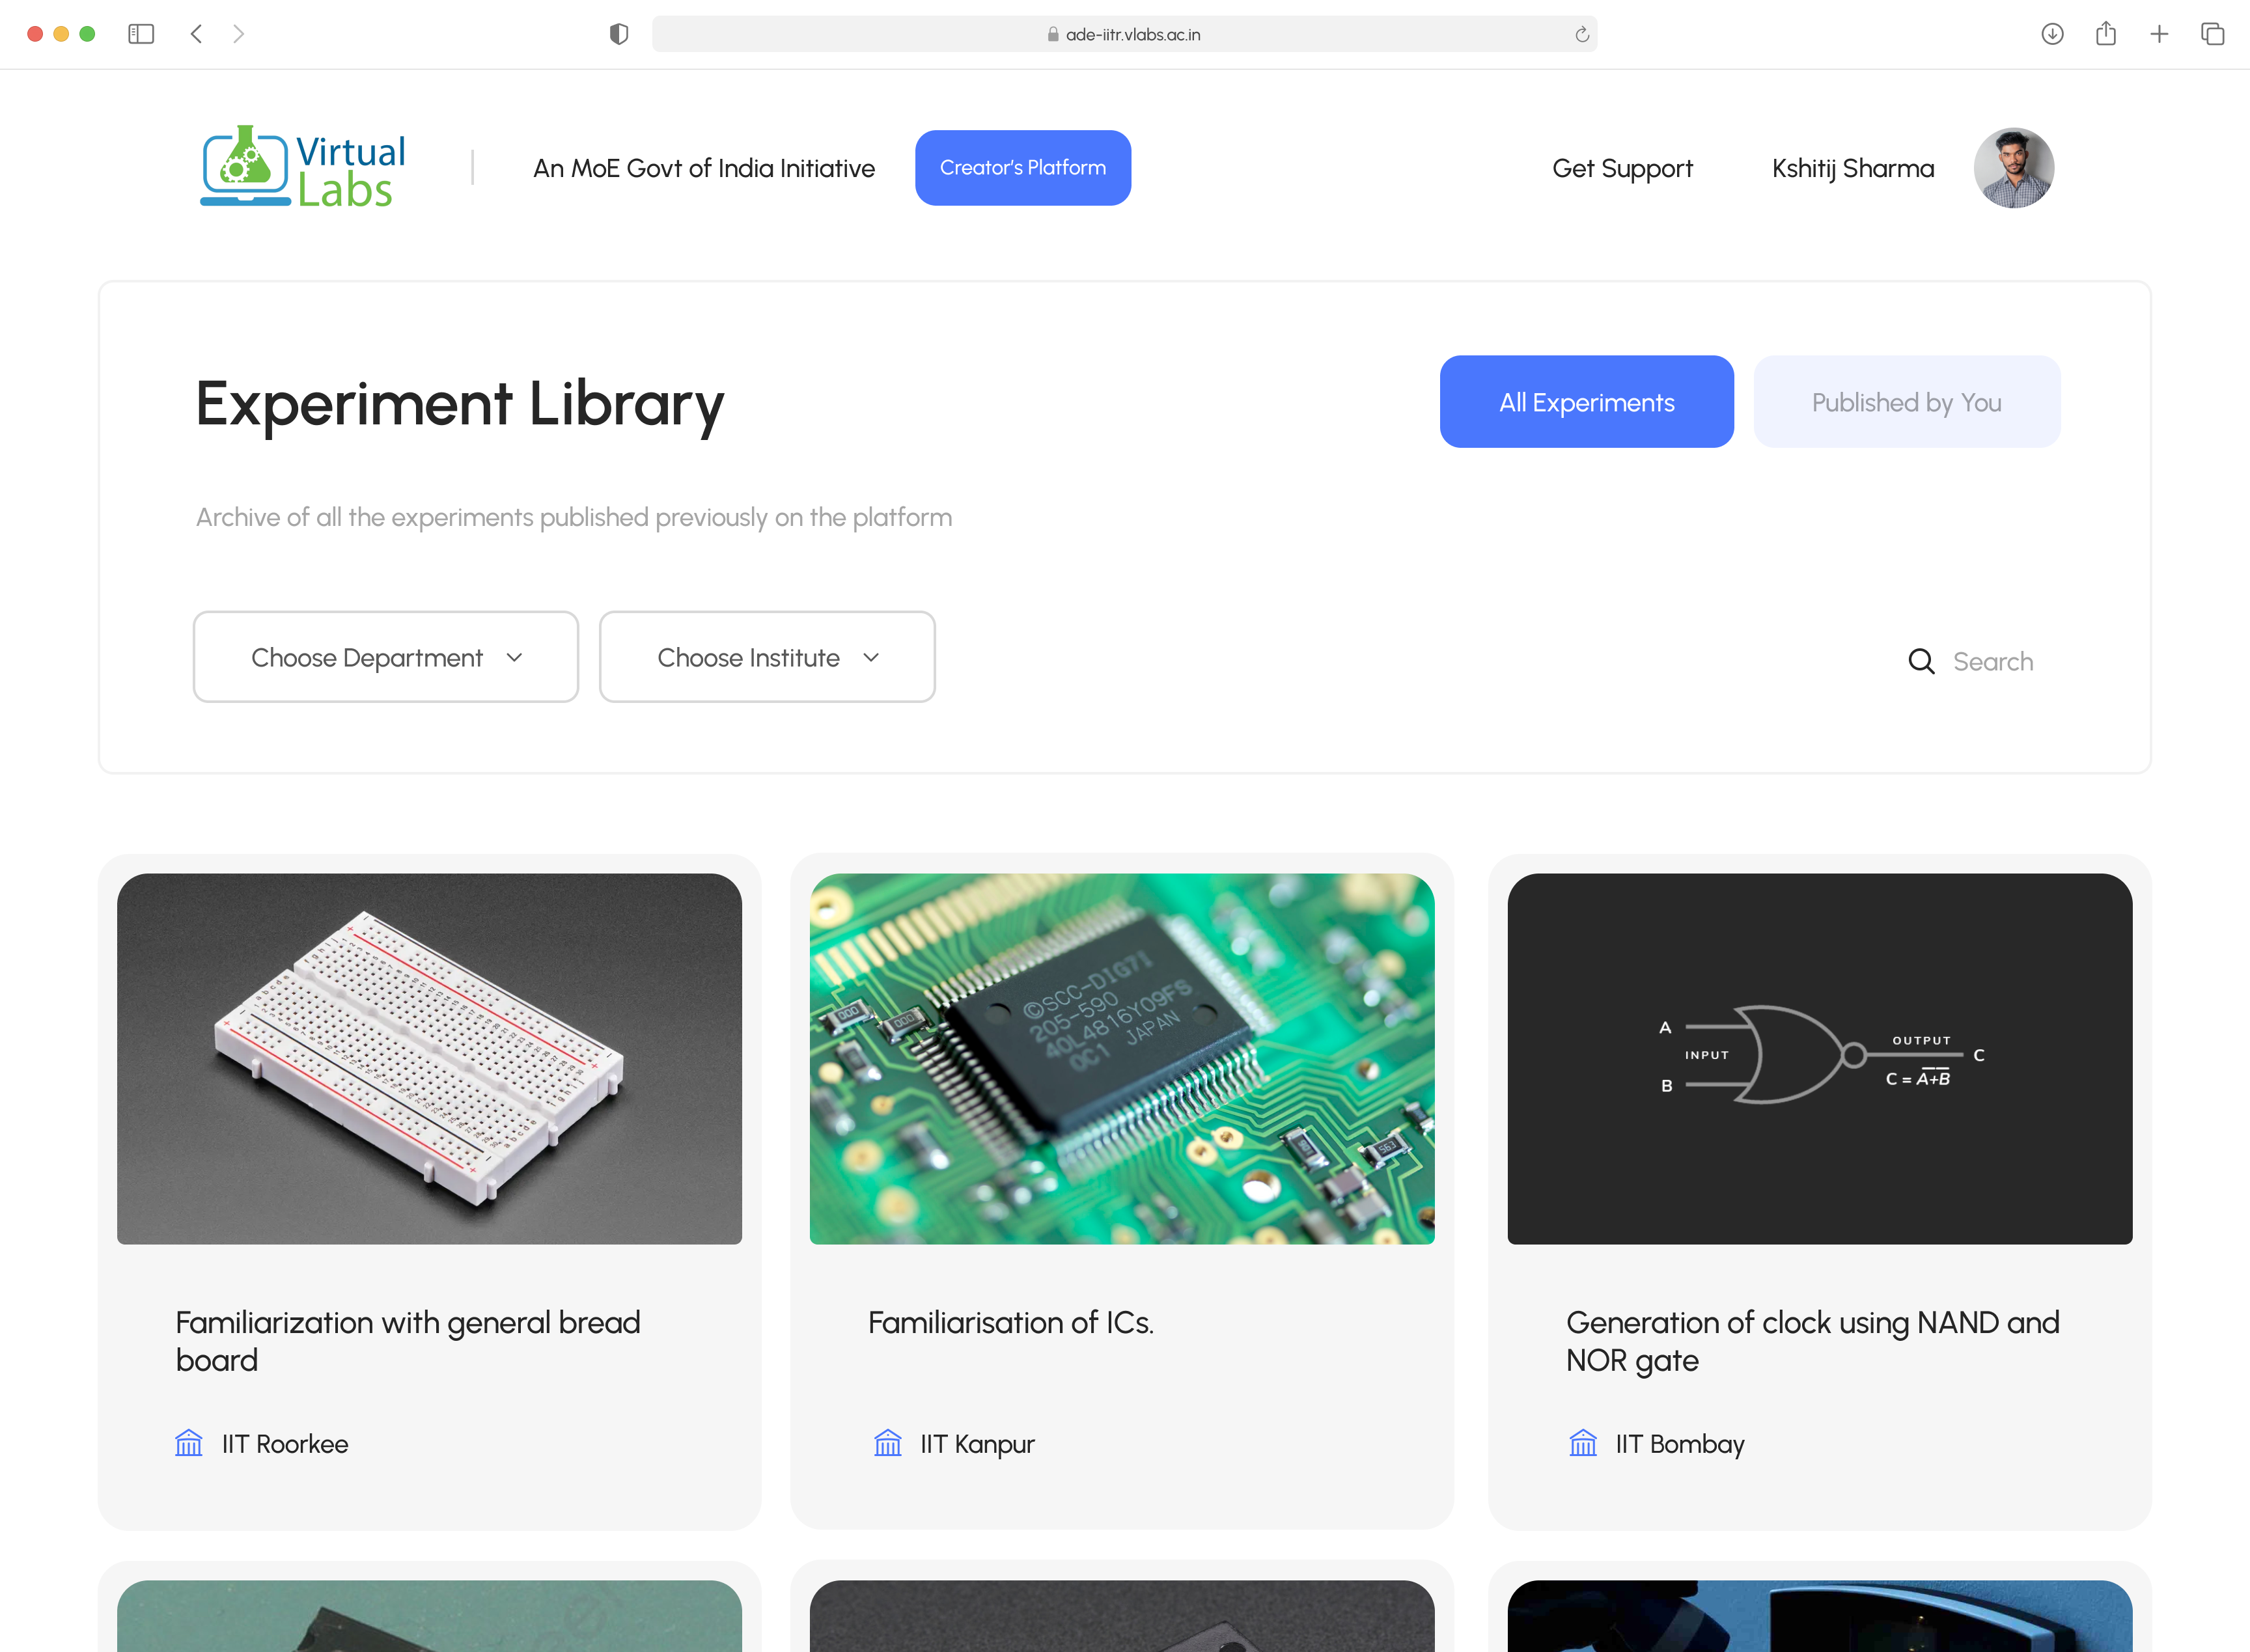 ade-iitr.vlabs.ac.in
Virtual
Labs
An MoE Govt of India Initiative
Creator's Platform
Get Support
Kshitij Sharma
Experiment Library
All Experiments
Published by You
Archive of all the experiments published previously on the platform
Choose Department
Choose Institute
Search
©SCC-DIG71
205-590
40L4816Y09FS
0C1 JAPAN
000
000
A
INPUT
B
OUTPUT
C
C = A̅+̅B̅
Familiarization with general bread
board
Familiarisation of ICs.
Generation of clock using NAND and
NOR gate
IIT Roorkee
IIT Kanpur
IIT Bombay